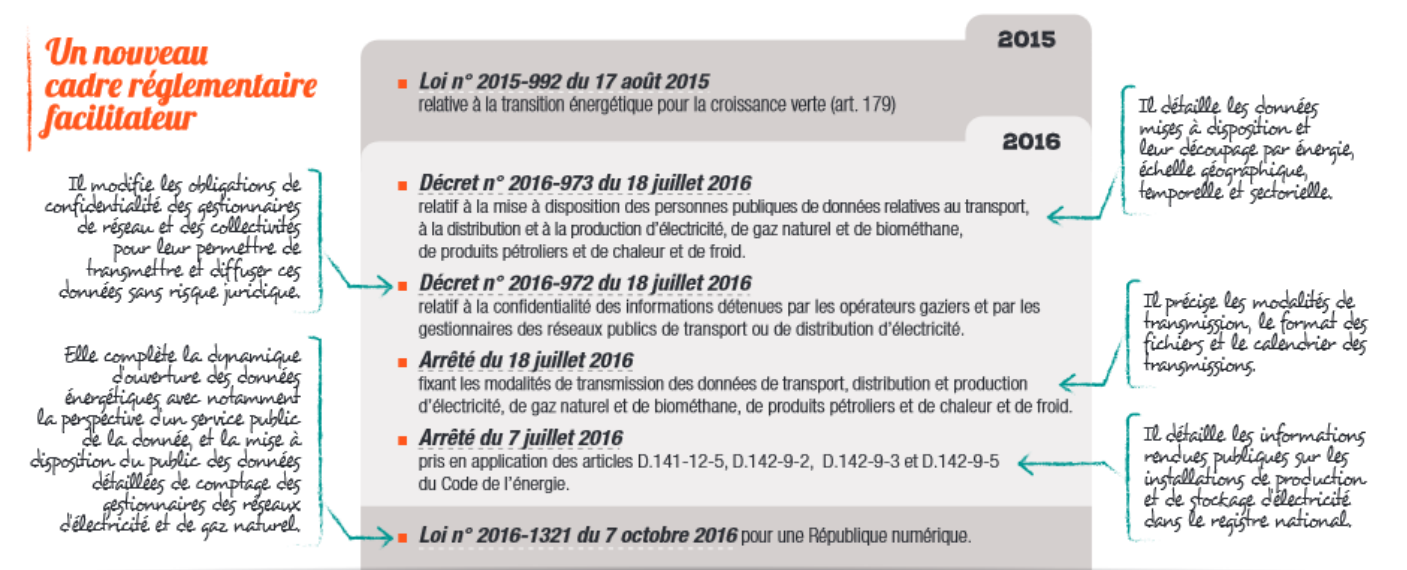 Un nouveau
cadre réglementaire
facilitateur
2015
Loi n° 2015-992 du 17 août 2015
relative à la transition énergétique pour la croissance verte (art. 179)
2016
Décret n° 2016-973 du 18 juillet 2016
relatif à la mise à disposition des personnes publiques de données relatives au transport,
à la distribution et à la production d'électricité, de gaz naturel et de biométhane,
de produits pétroliers et de chaleur et de froid.
Il détaille les données
mises à disposition et
leur découpage par énergie,
échelle géographique,
temporelle et sectorielle.
Il modifie les obligations de
confidentialité des gestionnaires
de réseau et des collectivités
pour leur permettre de
transmettre et diffuser ces
données sans risque juridique.
Décret n° 2016-972 du 18 juillet 2016
relatif à la confidentialité des informations détenues par les opérateurs gaziers et par les
gestionnaires des réseaux publics de transport ou de distribution d'électricité.
Arrêté du 18 juillet 2016
fixant les modalités de transmission des données de transport, distribution et production
d'électricité, de gaz naturel et de biométhane, de produits pétroliers et de chaleur et de froid.
Il précise les modalités de
transmission, le format des
fichiers et le calendrier des
transmissions.
Arrêté du 7 juillet 2016
pris en application des articles D.141-12-5, D.142-9-2, D.142-9-3 et D.142-9-5
du Code de l'énergie.
Il détaille les informations
rendues publiques sur les
installations de production
et de stockage d'électricité
dans le registre national.
Elle complète la dynamique
d'ouverture des données
énergétiques avec notamment
la perspective d'un service public
de la donnée, et la mise à
disposition du public des données
détaillées de comptage des
gestionnaires des réseaux
d'électricité et de gaz naturel.
Loi n° 2016-1321 du 7 octobre 2016 pour une République numérique.